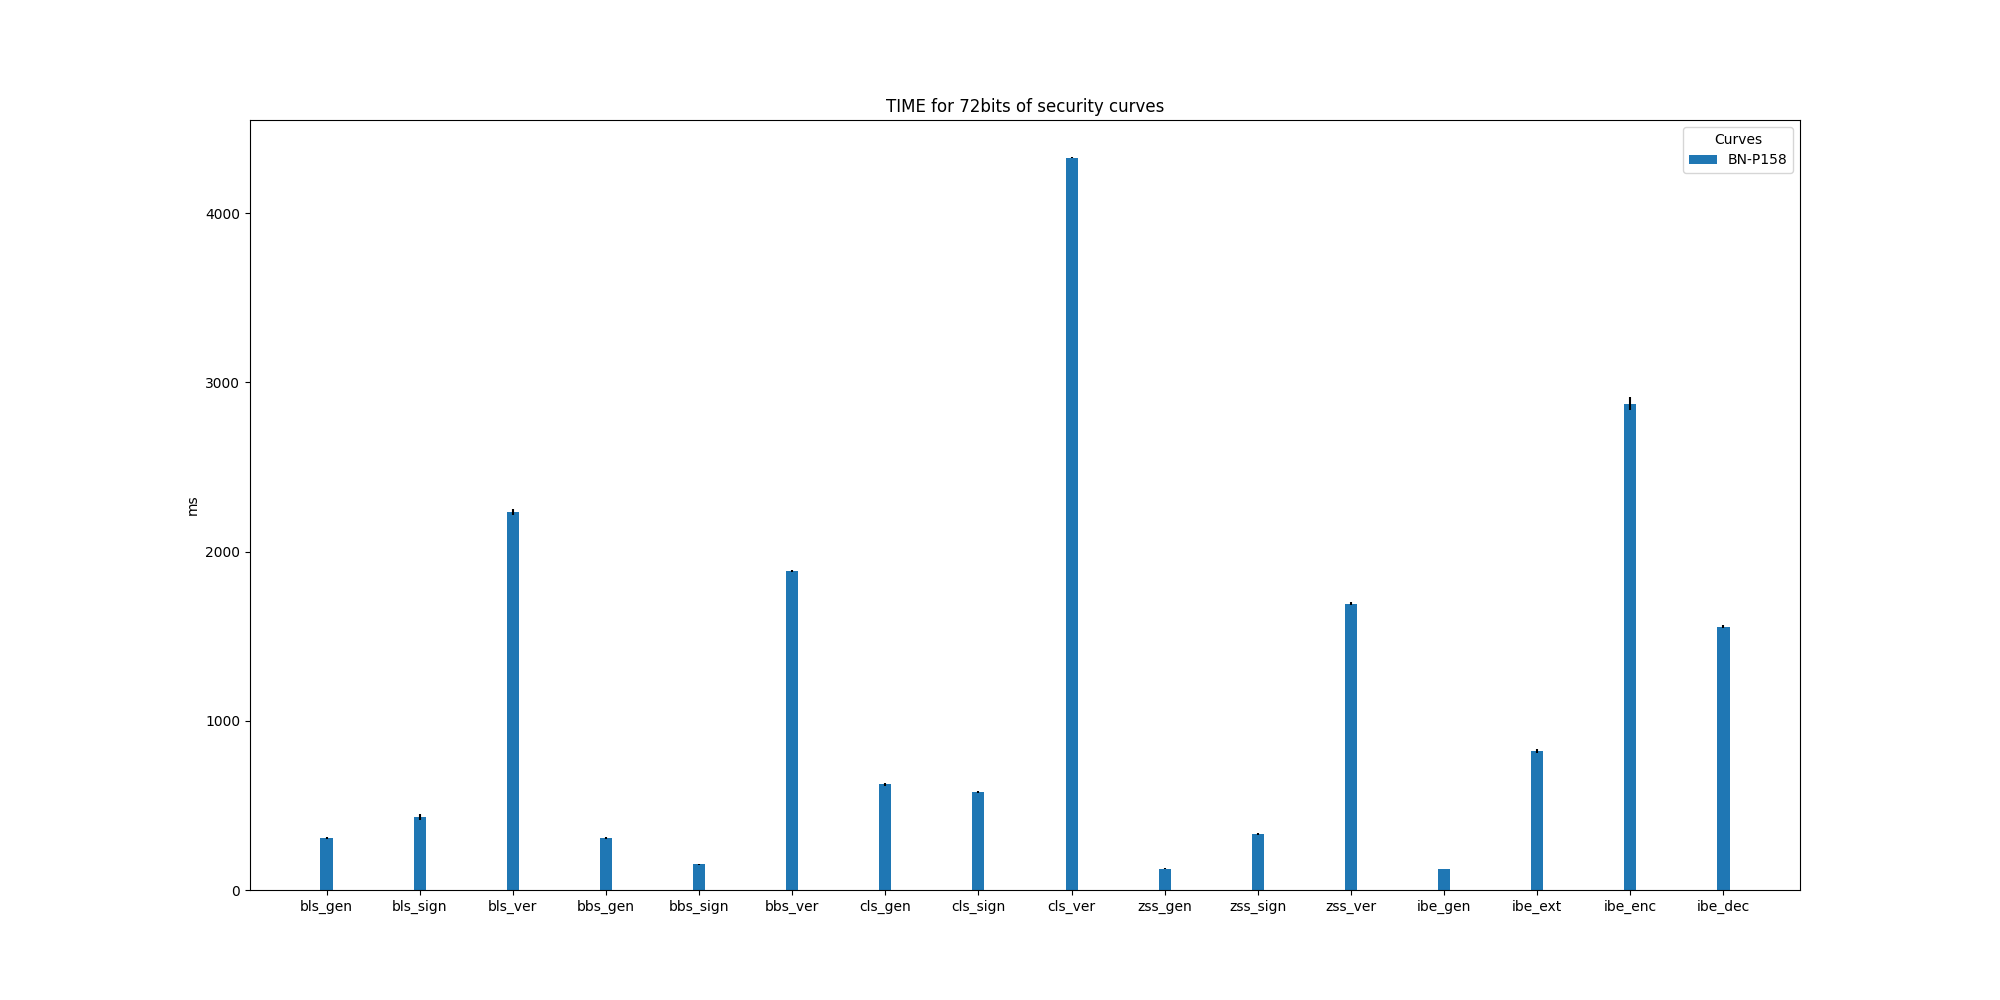 TIME for 72bits of security curves
Curves
BN-P158
ms
4000
3000
2000
1000
0
bls_gen bls_sign bls_ver bbs_gen bbs_sign bbs_ver cls_gen cls_sign cls_ver zss_gen zss_sign zss_ver ibe_gen ibe_ext ibe_enc ibe_dec